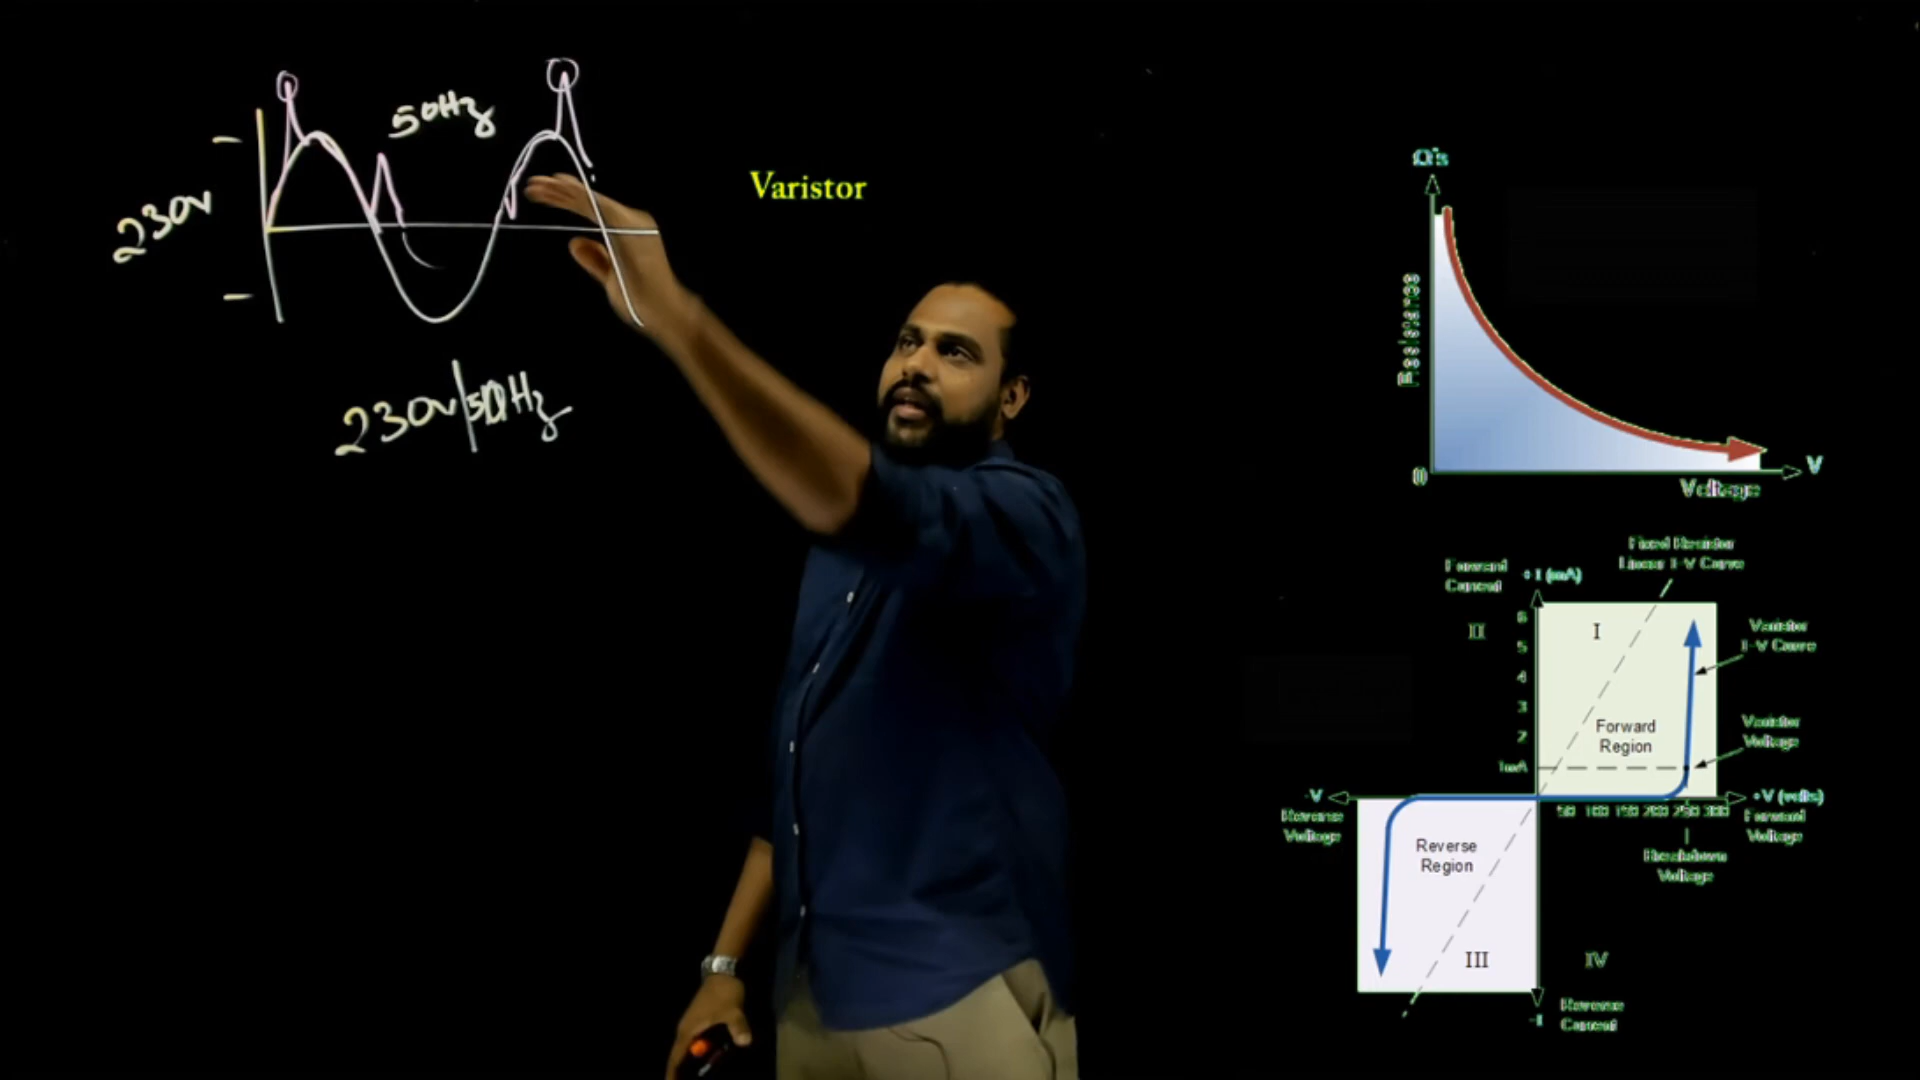 50Hz
230v
230v/50Hz
Varistor
Ω's
Resistance
0
V
Voltage
Fixed Resistor
Linear I-V Curve
Forward
Current
+I (mA)
II
I
6
5
4
3
2
1mA
Varistor
I-V Curve
Forward
Region
Varistor
Voltage
-V
Reverse
Voltage
50 100 150 200 250 300
+V (volts)
Forward
Voltage
Breakdown
Voltage
Reverse
Region
III
IV
-I
Reverse
Current